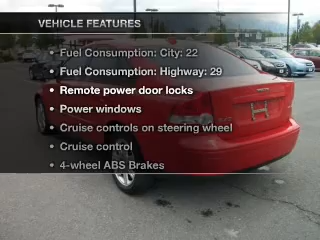 VEHICLE FEATURES
• Fuel Consumption: City: 22
• Fuel Consumption: Highway: 29
• Remote power door locks
• Power windows
• Cruise controls on steering wheel
• Cruise control
• 4-wheel ABS Brakes